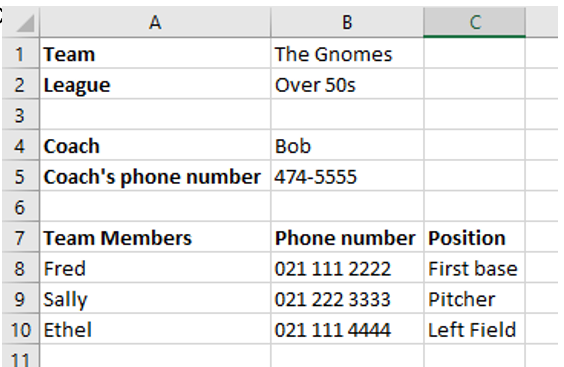 A B C
1 Team The Gnomes
2 League Over 50s
3
4 Coach Bob
5 Coach's phone number 474-5555
6
7 Team Members Phone number Position
8 Fred 021 111 2222 First base
9 Sally 021 222 3333 Pitcher
10 Ethel 021 111 4444 Left Field
11